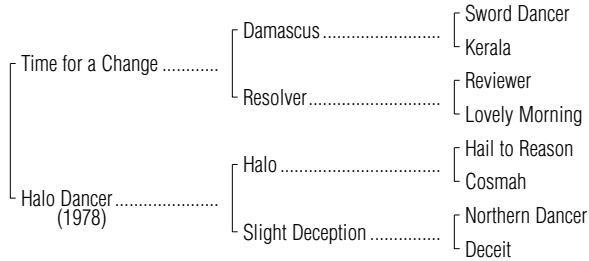 Sword Dancer
Damascus ........................
Kerala
Time for a Change ...........
Reviewer
Resolver...........................
Lovely Morning
Hail to Reason
Halo ................................
Cosmah
Halo Dancer .....................
(1978)
Northern Dancer
Slight Deception ..............
Deceit